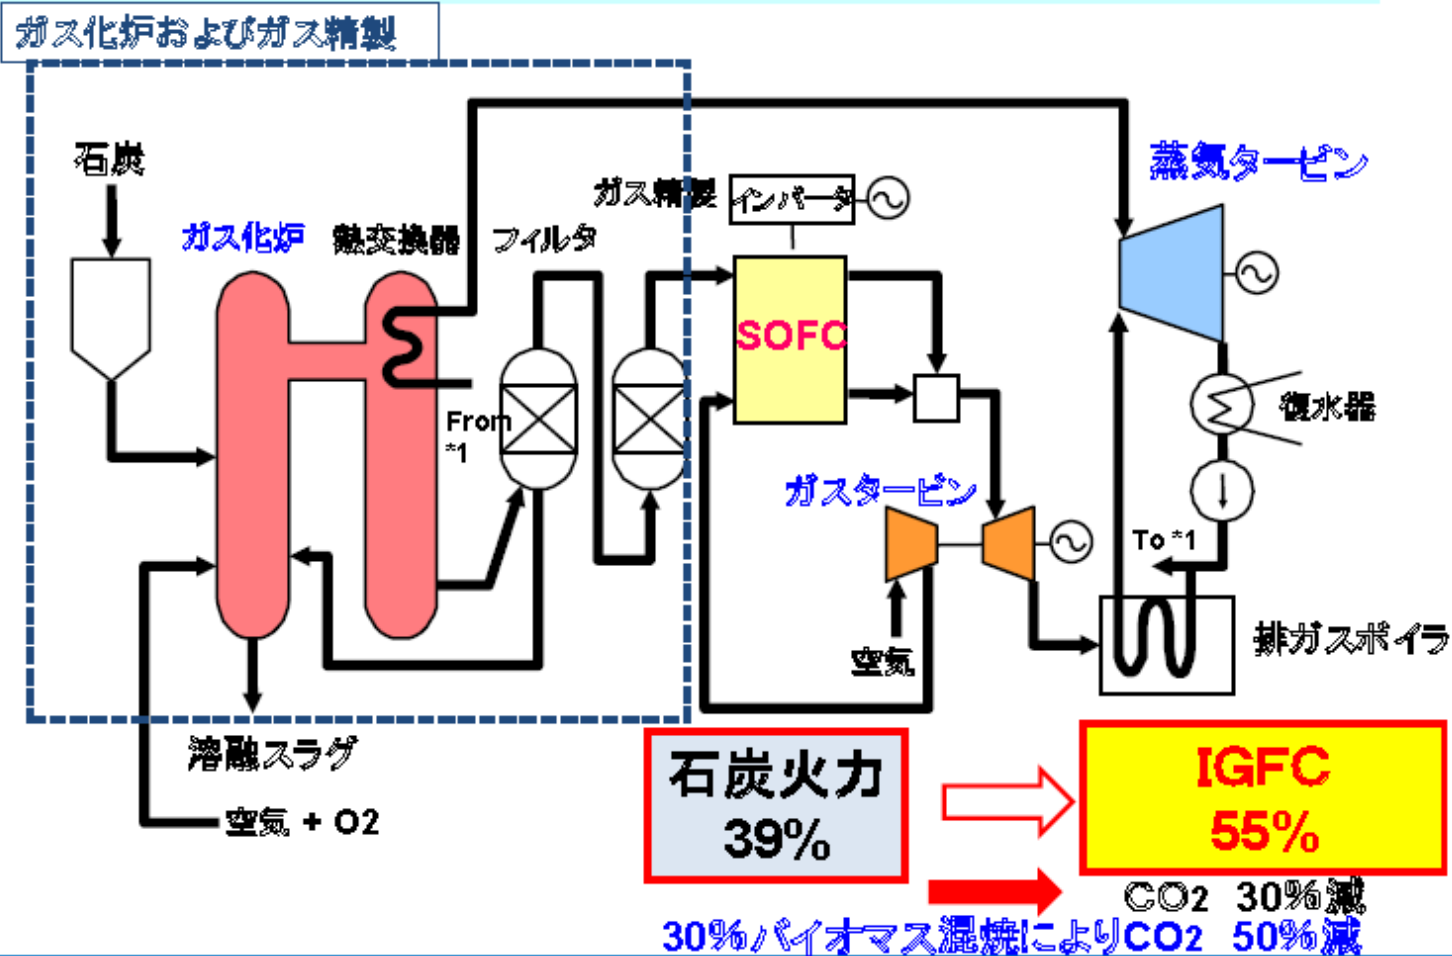 ガス化炉およびガス精製
石炭
ガス化炉
熱交換器
フィルタ
ガス精製
インバータ
蒸気タービン
SOFC
From
*1
復水器
ガスタービン
To *1
空気
排ガスボイラ
溶融スラグ
空気 + O2
石炭火力
39%
IGFC
55%
CO2 30%減
30%バイオマス混焼によりCO2 50%減